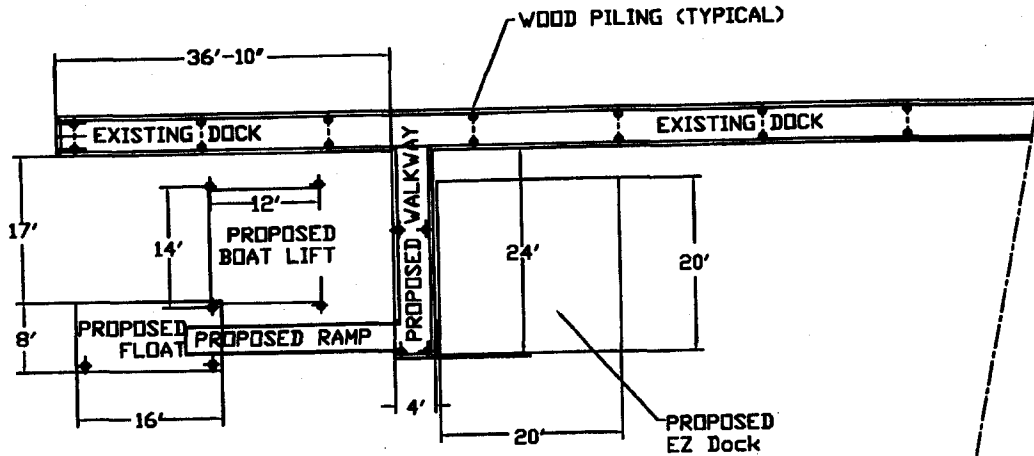 WOOD PILING (TYPICAL)
36'-10"
EXISTING DOCK
EXISTING DOCK
PROPOSED WALKWAY
17'
12'
14'
PROPOSED
BOAT LIFT
24'
20'
8'
PROPOSED
FLOAT
PROPOSED RAMP
16'
4'
20'
PROPOSED
EZ Dock